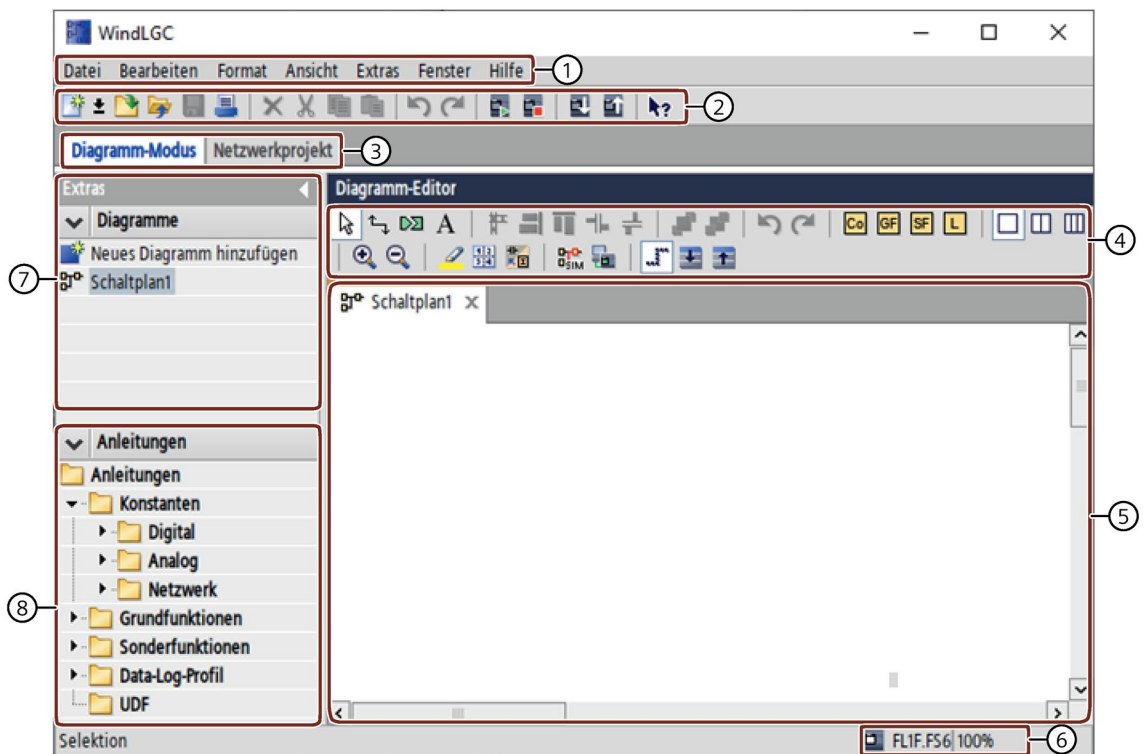 WindLGC
Datei Bearbeiten Format Ansicht Extras Fenster Hilfe
1
2
Diagramm-Modus Netzwerkprojekt
3
Extras
Diagramme
Neues Diagramm hinzufügen
Schaltplan1
7
Diagramm-Editor
A Co GF SF L
SIM
4
Schaltplan1
5
Anleitungen
Anleitungen
Konstanten
Digital
Analog
Netzwerk
Grundfunktionen
Sonderfunktionen
Data-Log-Profil
UDF
8
Selektion
FL1F.FS6 100%
6